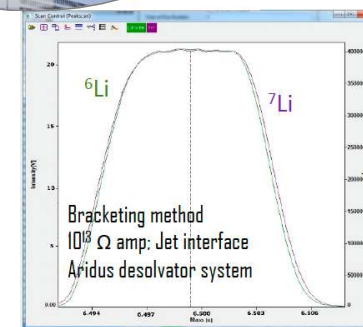 Scan Control (Peakscan)
⁶Li
⁷Li
20
15
10
5
0.00
Intensity[V]
40000
35000
30000
25000
20000
15000
10000
50000
0
Bracketing method
10¹³ Ω amp; Jet interface
Aridus desolvator system
6.494
6.497
6.500
6.503
6.506
Mass [u]